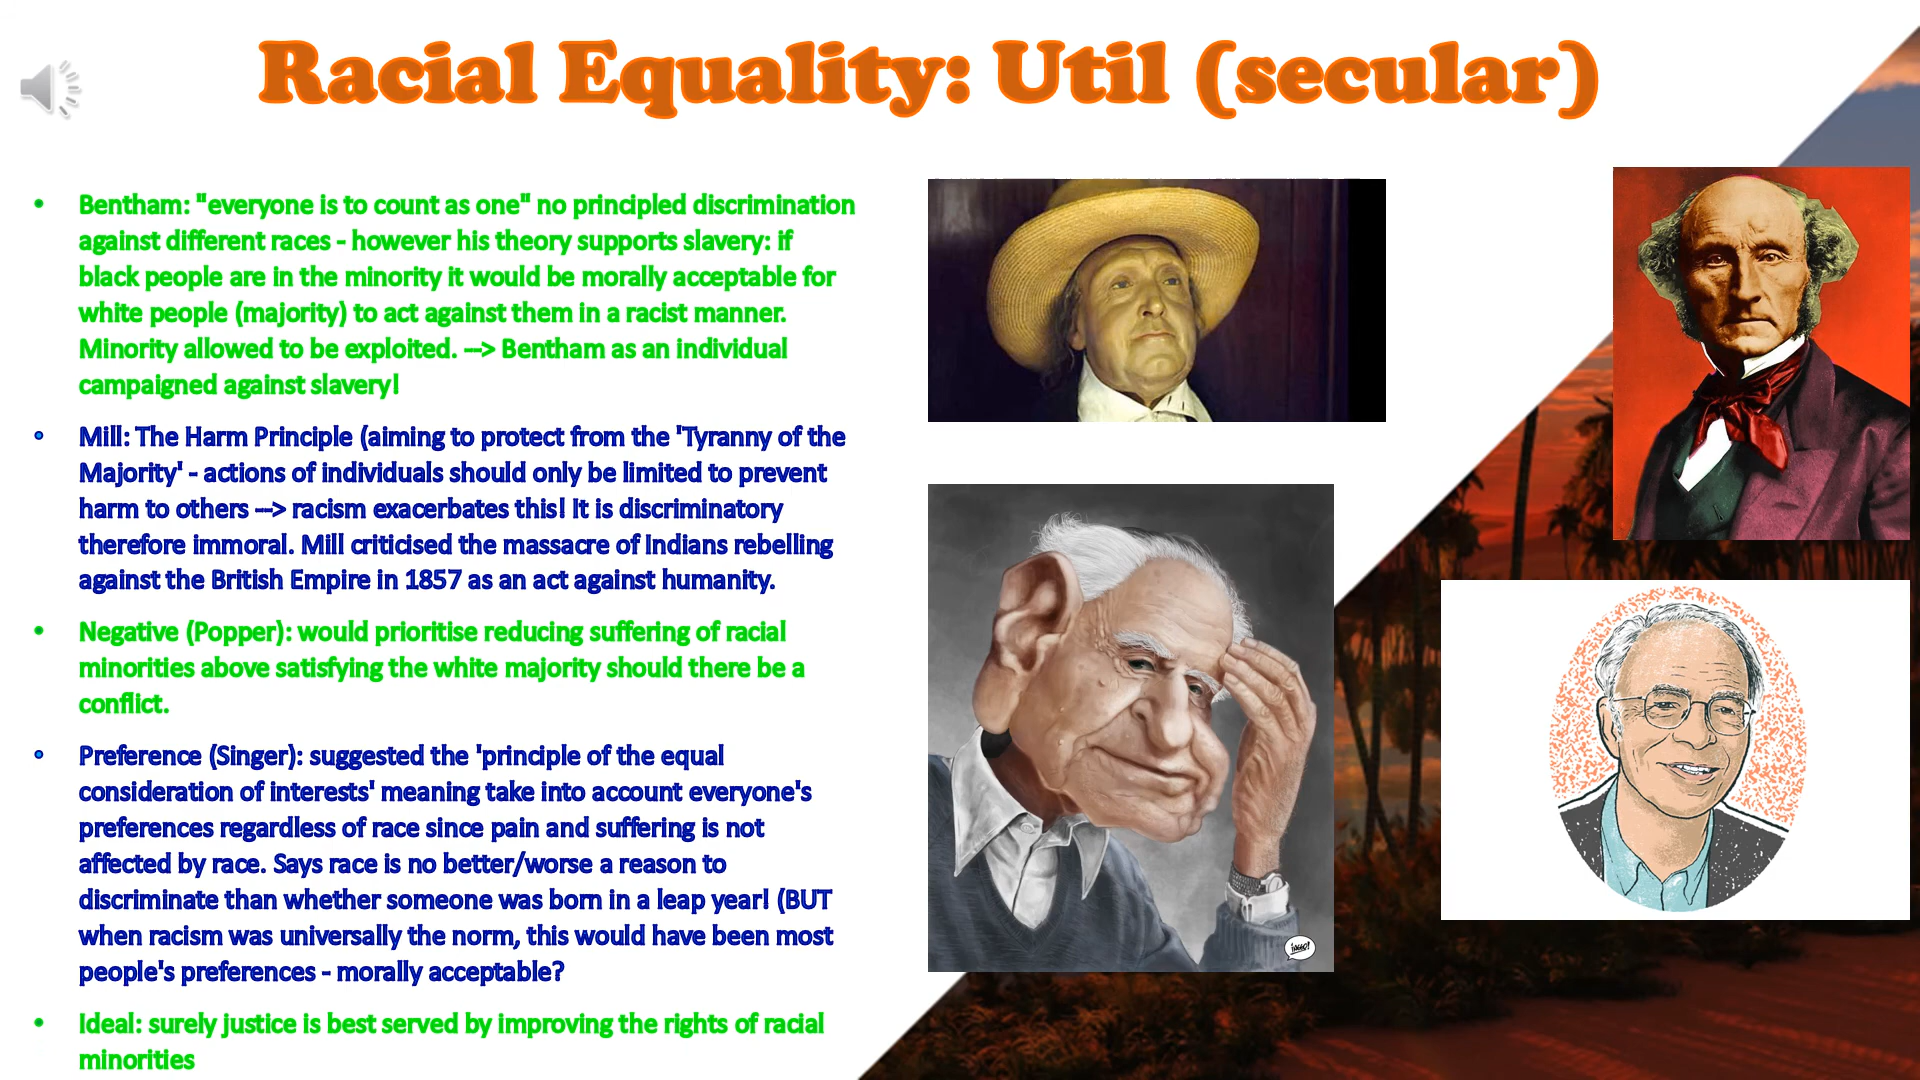 Racial Equality: Util (secular)
• Bentham: "everyone is to count as one" no principled discrimination
against different races - however his theory supports slavery: if
black people are in the minority it would be morally acceptable for
white people (majority) to act against them in a racist manner.
Minority allowed to be exploited. --> Bentham as an individual
campaigned against slavery!
• Mill: The Harm Principle (aiming to protect from the 'Tyranny of the
Majority' - actions of individuals should only be limited to prevent
harm to others --> racism exacerbates this! It is discriminatory
therefore immoral. Mill criticised the massacre of Indians rebelling
against the British Empire in 1857 as an act against humanity.
• Negative (Popper): would prioritise reducing suffering of racial
minorities above satisfying the white majority should there be a
conflict.
• Preference (Singer): suggested the 'principle of the equal
consideration of interests' meaning take into account everyone's
preferences regardless of race since pain and suffering is not
affected by race. Says race is no better/worse a reason to
discriminate than whether someone was born in a leap year! (BUT
when racism was universally the norm, this would have been most
people's preferences - morally acceptable?
• Ideal: surely justice is best served by improving the rights of racial
minorities